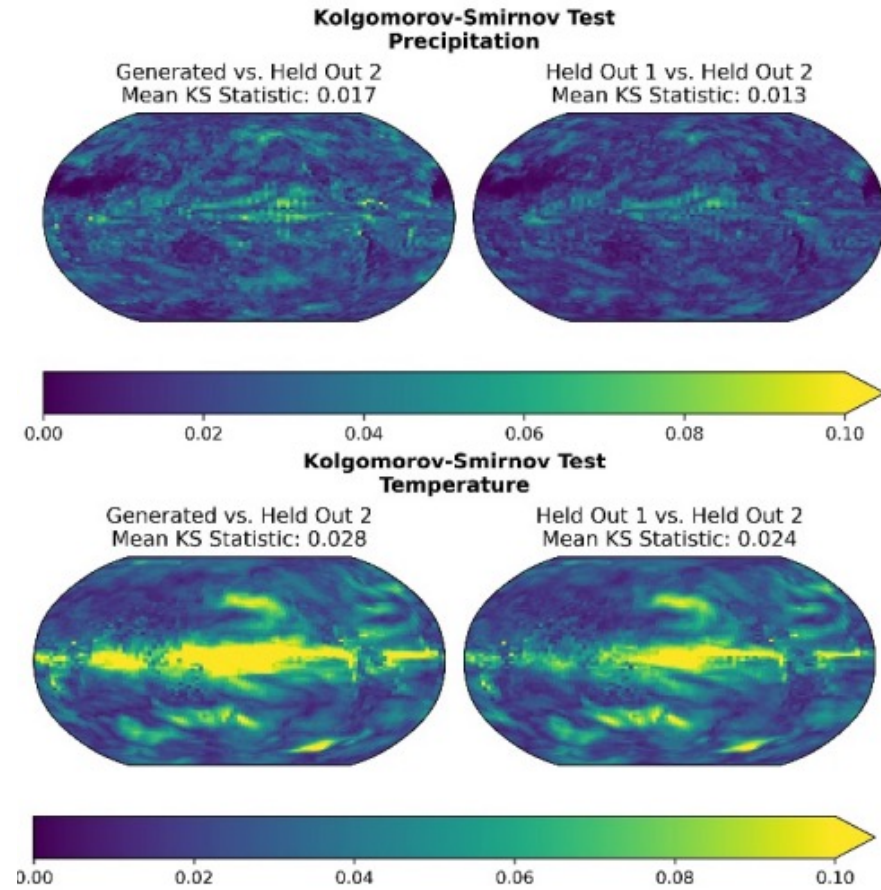 Kolgomorov-Smirnov Test
Precipitation
Generated vs. Held Out 2
Mean KS Statistic: 0.017
Held Out 1 vs. Held Out 2
Mean KS Statistic: 0.013
0.00 0.02 0.04 0.06 0.08 0.10
Kolgomorov-Smirnov Test
Temperature
Generated vs. Held Out 2
Mean KS Statistic: 0.028
Held Out 1 vs. Held Out 2
Mean KS Statistic: 0.024
0.00 0.02 0.04 0.06 0.08 0.10